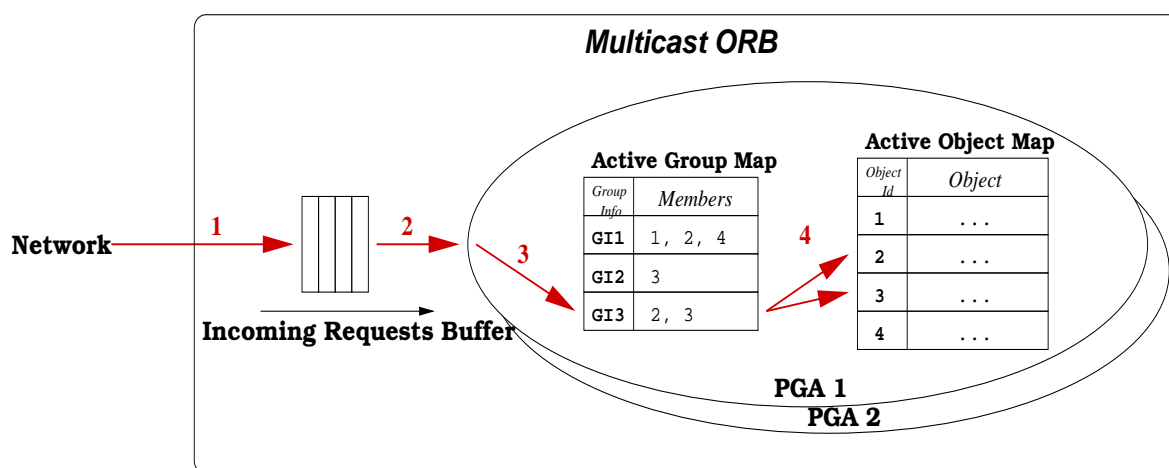 Multicast ORB
Active Object Map
Active Group Map
Object Id
Object
Group Info
Members
1
. . .
GI1
1, 2, 4
2
. . .
GI2
3
3
. . .
GI3
2, 3
4
. . .
Network
1
2
3
4
Incoming Requests Buffer
PGA 1
PGA 2